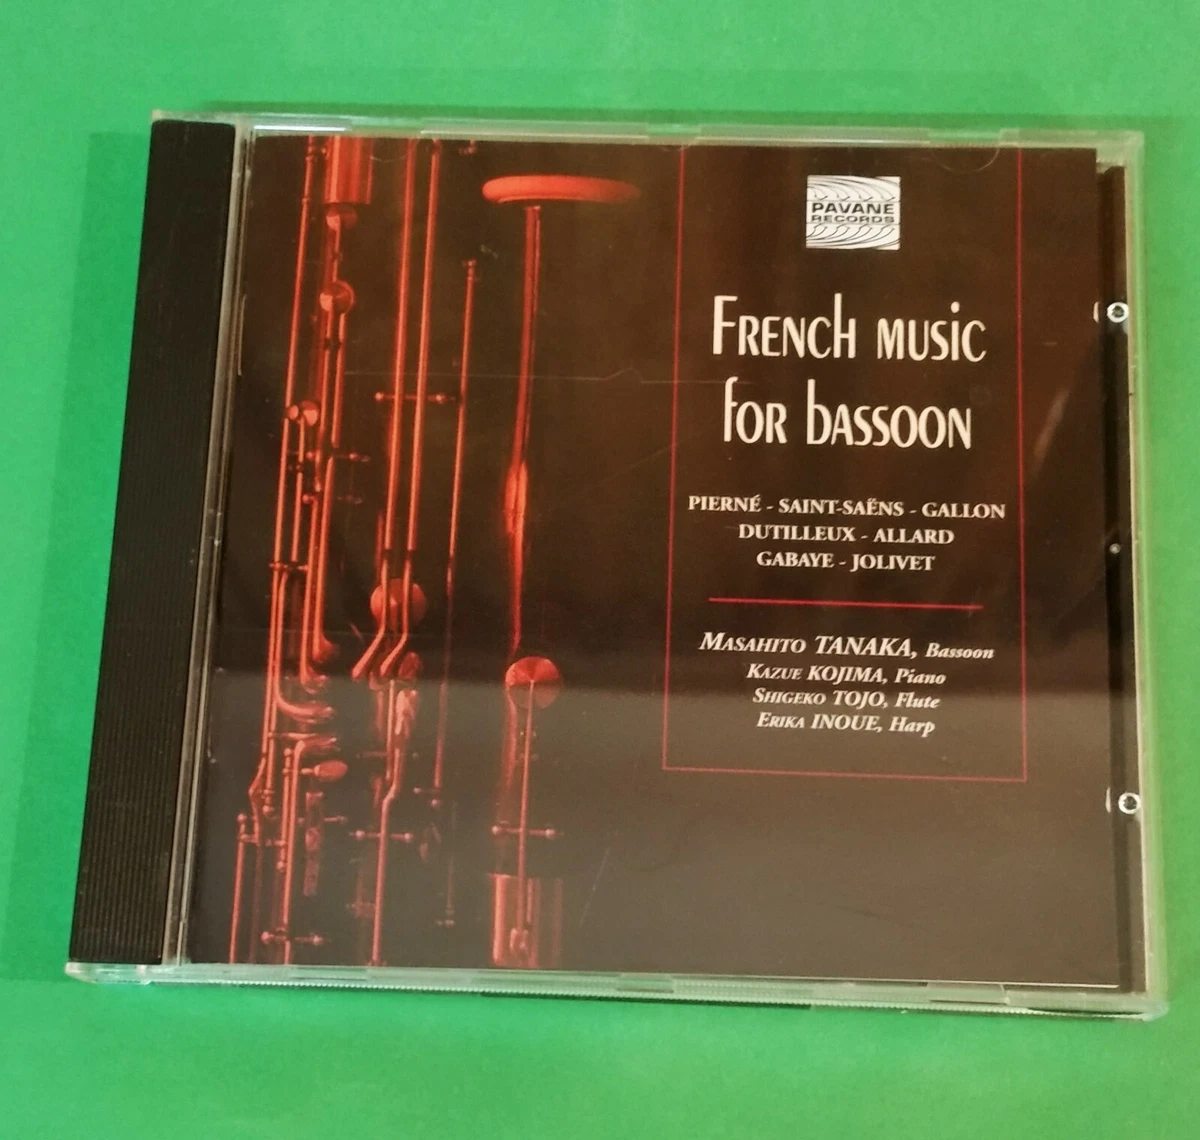 PAVANE
RECORDS
FRENCH MUSIC
FOR BASSOON
PIERNÉ - SAINT-SAËNS - GALLON
DUTILLEUX - ALLARD
GABAYE - JOLIVET
MASAHITO TANAKA, Bassoon
KAZUE KOJIMA, Piano
SHIGEKO TOJO, Flute
ERIKA INOUE, Harp